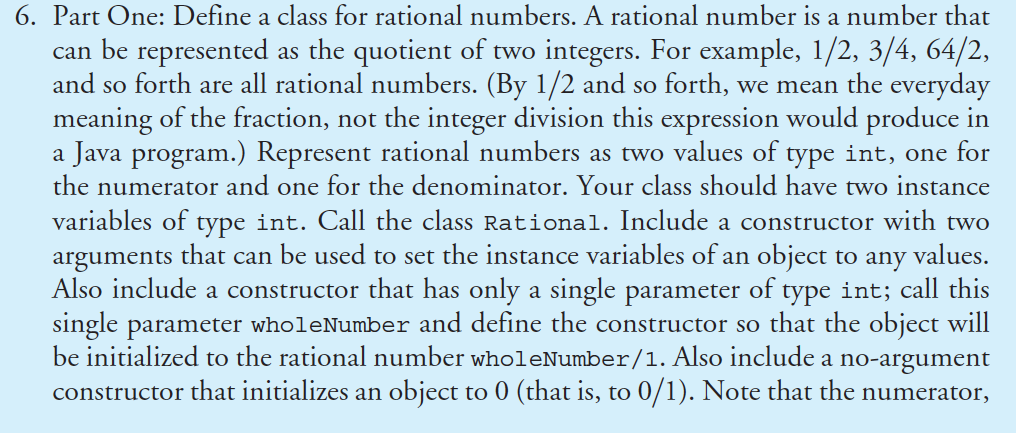 6. Part One: Define a class for rational numbers. A rational number is a number that
can be represented as the quotient of two integers. For example, 1/2, 3/4, 64/2,
and so forth are all rational numbers. (By 1/2 and so forth, we mean the everyday
meaning of the fraction, not the integer division this expression would produce in
a Java program.) Represent rational numbers as two values of type int, one for
the numerator and one for the denominator. Your class should have two instance
variables of type int. Call the class Rational. Include a constructor with two
arguments that can be used to set the instance variables of an object to any values.
Also include a constructor that has only a single parameter of type int; call this
single parameter wholeNumber and define the constructor so that the object will
be initialized to the rational number wholeNumber/1. Also include a no-argument
constructor that initializes an object to 0 (that is, to 0/1). Note that the numerator,